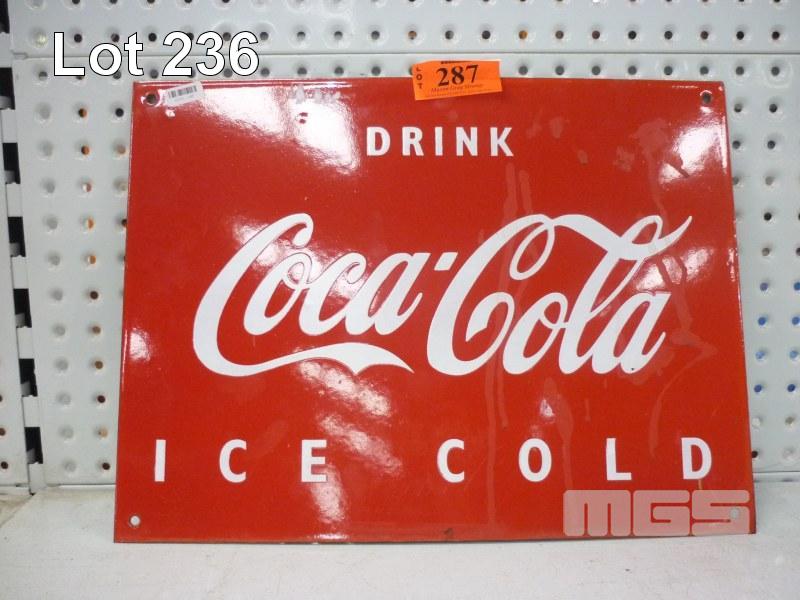 Lot 236
LOT
287
DRINK
Coca-Cola
ICE COLD
MGS